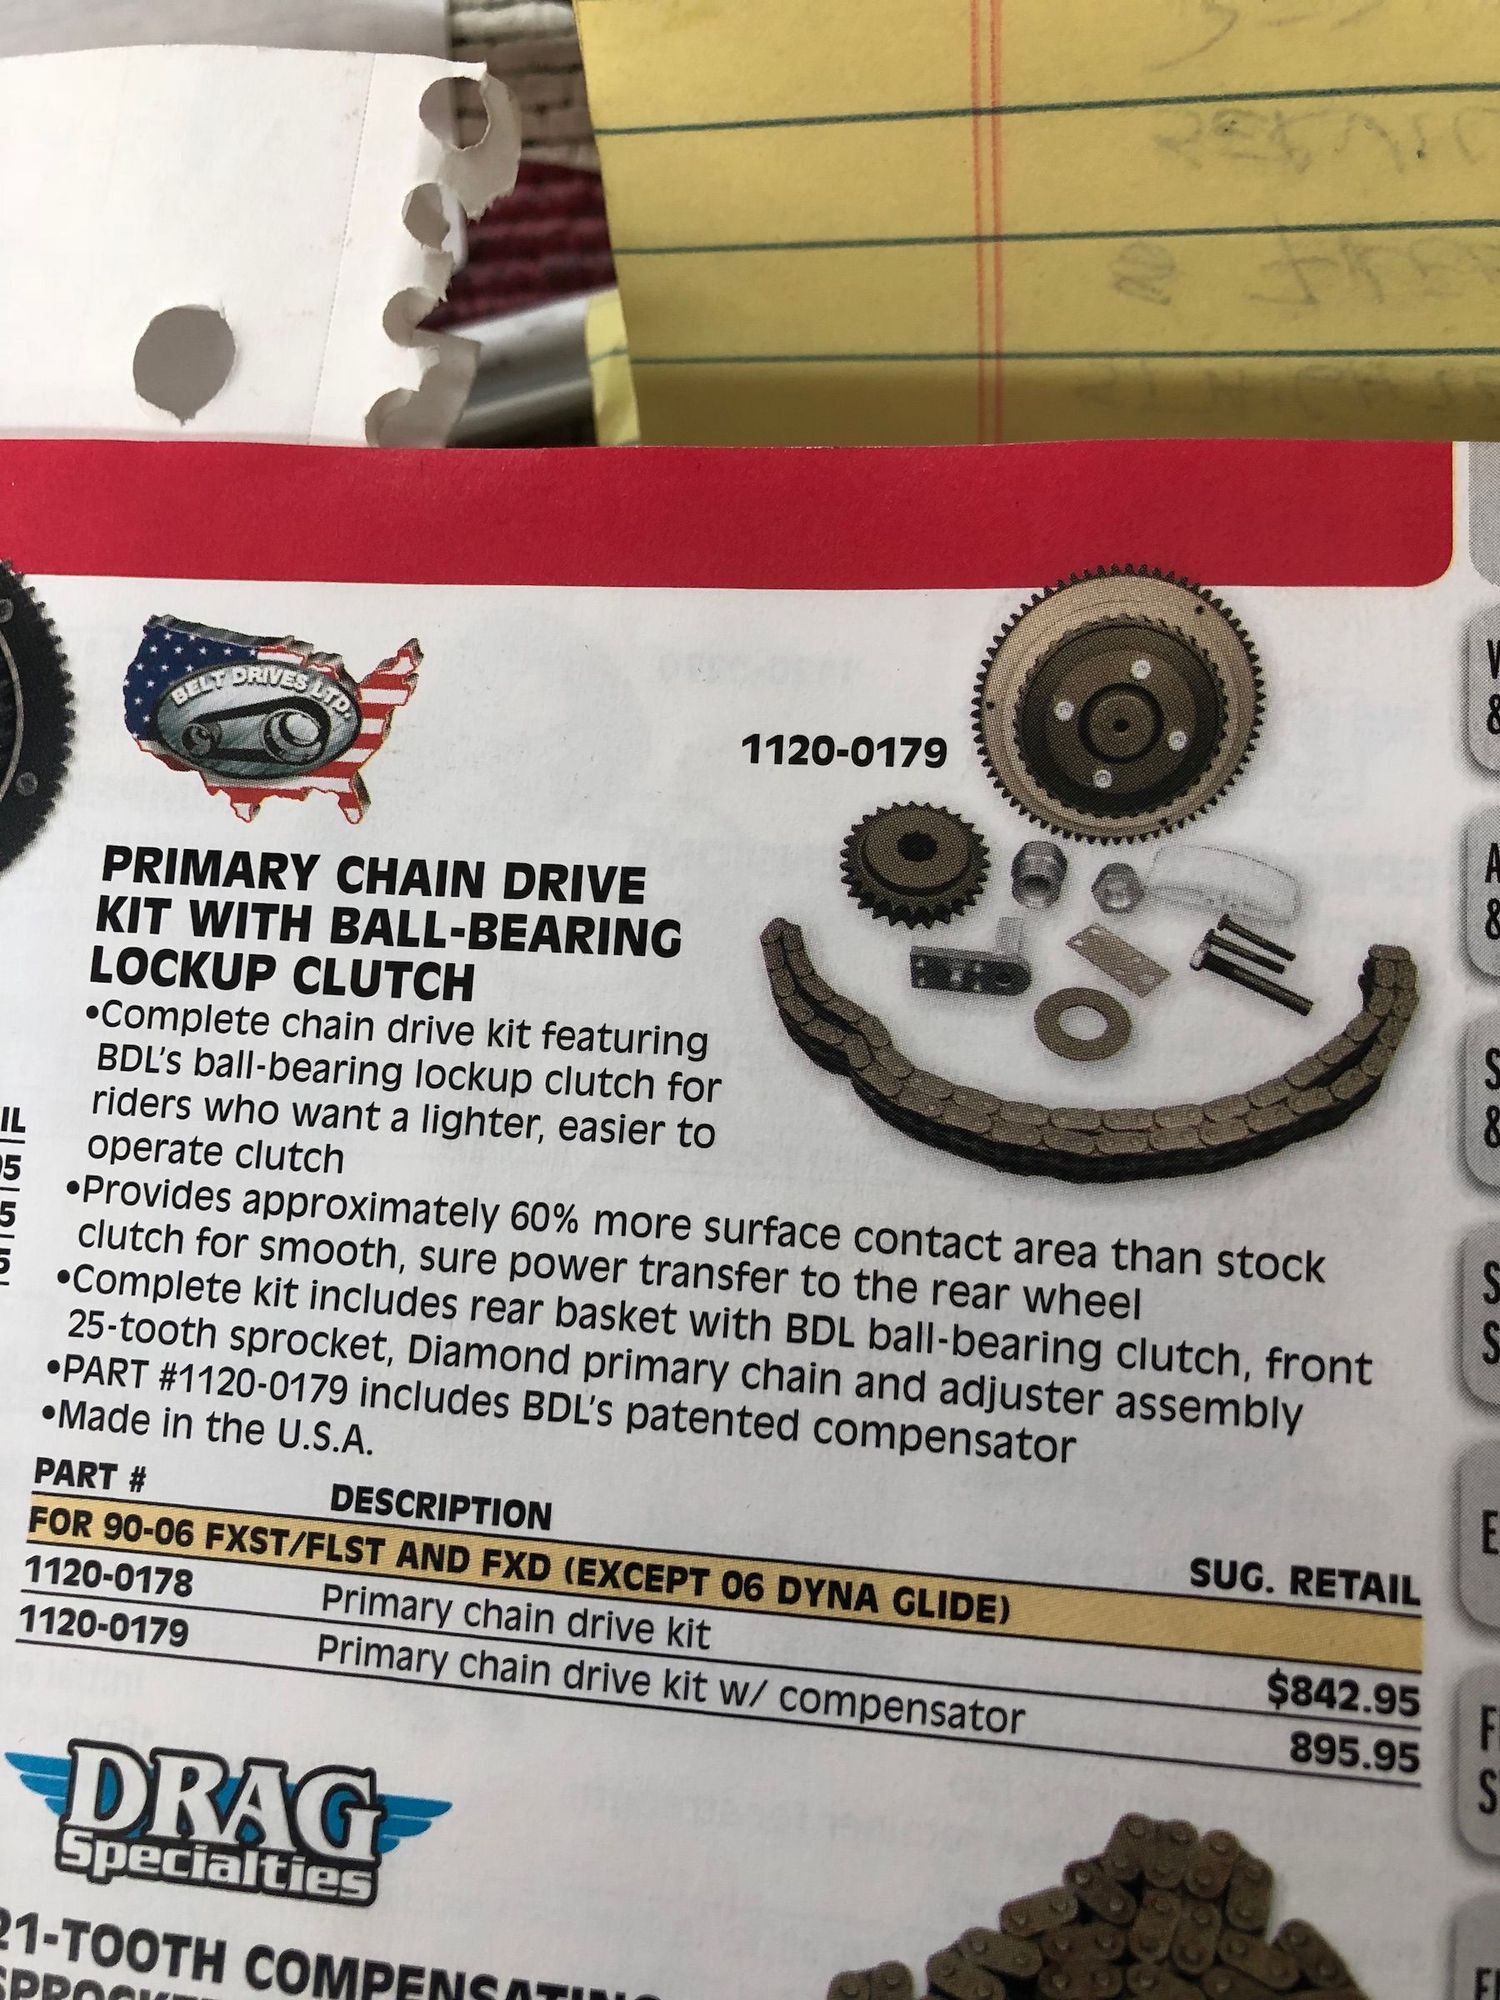 BELT DRIVES LTD.
1120-0179
PRIMARY CHAIN DRIVE
KIT WITH BALL-BEARING
LOCKUP CLUTCH
•Complete chain drive kit featuring
BDL's ball-bearing lockup clutch for
riders who want a lighter, easier to
operate clutch
•Provides approximately 60% more surface contact area than stock
clutch for smooth, sure power transfer to the rear wheel
•Complete kit includes rear basket with BDL ball-bearing clutch, front
25-tooth sprocket, Diamond primary chain and adjuster assembly
•PART #1120-0179 includes BDL's patented compensator
•Made in the U.S.A.
PART # DESCRIPTION SUG. RETAIL
FOR 90-06 FXST/FLST AND FXD (EXCEPT 06 DYNA GLIDE)
1120-0178 Primary chain drive kit $842.95
1120-0179 Primary chain drive kit w/ compensator 895.95
DRAG
Specialties
21-TOOTH COMPENSATING